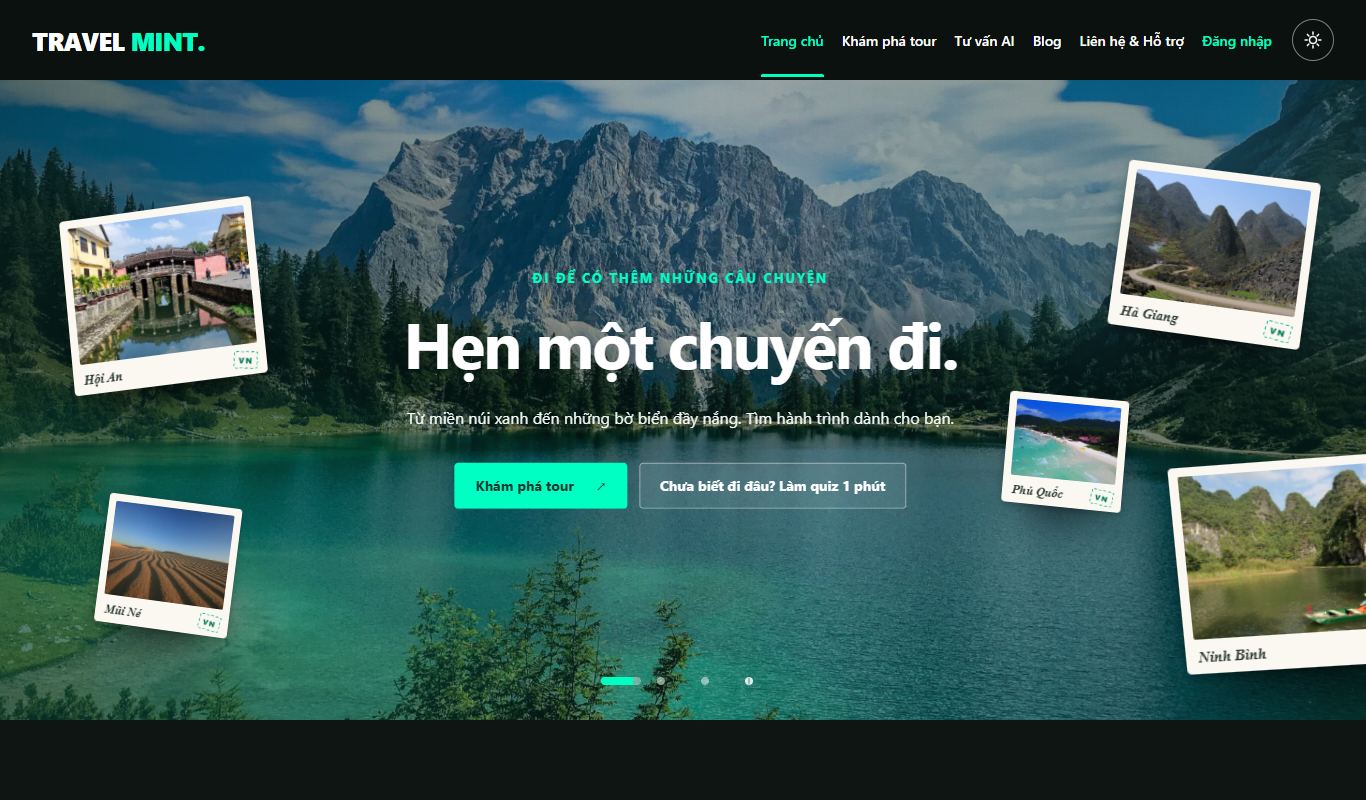 TRAVEL MINT.
Trang chủ
Khám phá tour
Tư vấn AI
Blog
Liên hệ & Hỗ trợ
Đăng nhập
ĐI ĐỂ CÓ THÊM NHỮNG CÂU CHUYỆN
Hẹn một chuyến đi.
Từ miền núi xanh đến những bờ biển đầy nắng. Tìm hành trình dành cho bạn.
Khám phá tour ↗
Chưa biết đi đâu? Làm quiz 1 phút
Hội An
VN
Hà Giang
VN
Phú Quốc
VN
Mũi Né
VN
Ninh Bình